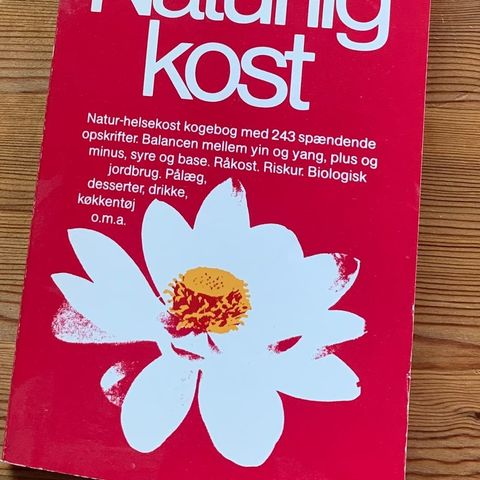 Naturlig
kost
Natur-helsekost kogebog med 243 spændende
opskrifter. Balancen mellem yin og yang, plus og
minus, syre og base. Råkost. Riskur. Biologisk
jordbrug. Pålæg,
desserter, drikke,
køkkentøj
o.m.a.